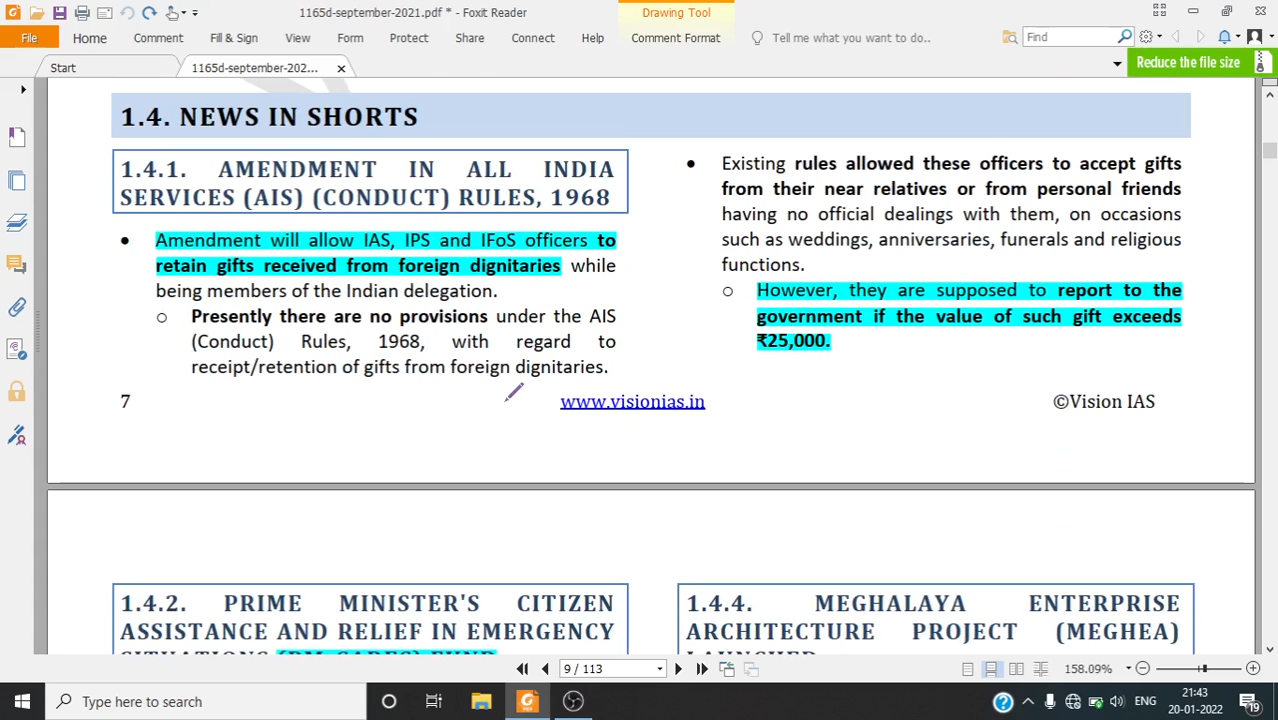 1165d-september-2021.pdf * - Foxit Reader
Drawing Tool
File
Home
Comment
Fill & Sign
View
Form
Protect
Share
Connect
Help
Comment Format
Tell me what you want to do..
Find
Start
1165d-september-202...
Reduce the file size
1.4. NEWS IN SHORTS
1.4.1. AMENDMENT IN ALL INDIA
SERVICES (AIS) (CONDUCT) RULES, 1968
• Amendment will allow IAS, IPS and IFoS officers to
retain gifts received from foreign dignitaries while
being members of the Indian delegation.
o Presently there are no provisions under the AIS
(Conduct) Rules, 1968, with regard to
receipt/retention of gifts from foreign dignitaries.
• Existing rules allowed these officers to accept gifts
from their near relatives or from personal friends
having no official dealings with them, on occasions
such as weddings, anniversaries, funerals and religious
functions.
o However, they are supposed to report to the
government if the value of such gift exceeds
₹25,000.
7
www.visionias.in
©Vision IAS
1.4.2. PRIME MINISTER'S CITIZEN
ASSISTANCE AND RELIEF IN EMERGENCY
SITUATIONS (PM-CARES) FUND
1.4.4. MEGHALAYA ENTERPRISE
ARCHITECTURE PROJECT (MEGHEA)
LAUNCHED
9 / 113
158.09%
Type here to search
ENG
21:43
20-01-2022
19